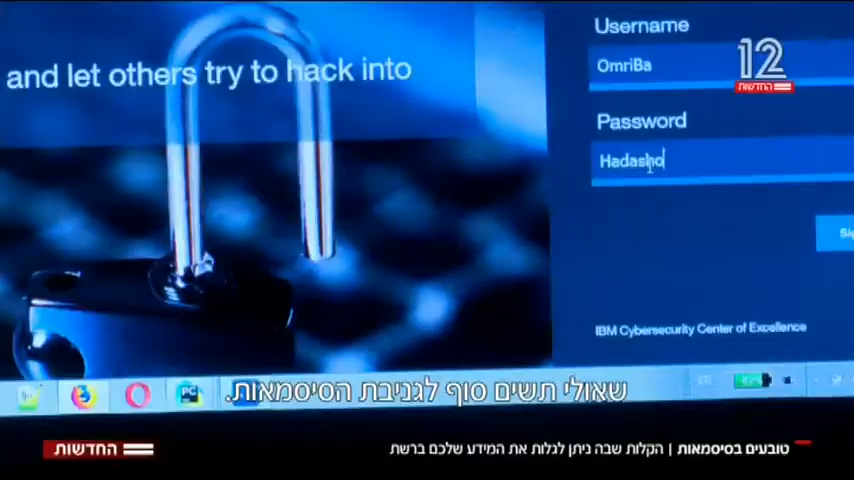 and let others try to hack into
Username
OmriBa
12
החדשות
Password
Hadasho
IBM Cybersecurity Center of Excellence
PC
שאולי תשים סוף לגניבת הסיסמאות.
טובעים בסיסמאות | הקלות שבה ניתן לגלות את המידע שלכם ברשת
החדשות